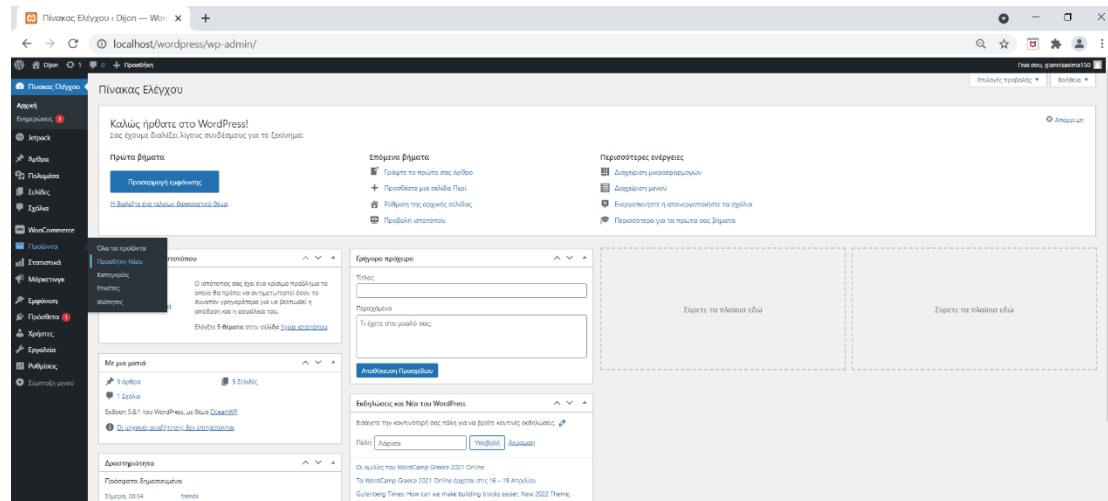 Πίνακας Ελέγχου ‹ Dijon — Wor
localhost/wordpress/wp-admin/
Dijon 1 0 Προσθήκη
Γεια σου, giannisasima150
Πίνακας Ελέγχου
Αρχική
Ενημερώσεις 1
Jetpack
Άρθρα
Πολυμέσα
Σελίδες
Σχόλια
WooCommerce
Προϊόντα
Στατιστικά
Μάρκετινγκ
Εμφάνιση
Πρόσθετα 1
Χρήστες
Εργαλεία
Ρυθμίσεις
Σύμπτυξη μενού
Όλα τα προϊόντα
Προσθήκη Νέου
Κατηγορίες
Ετικέτες
Ιδιότητες
Πίνακας Ελέγχου
Επιλογές προβολής
Βοήθεια
Καλώς ήρθατε στο WordPress!
Σας έχουμε διαλέξει λίγους συνδέσμους για το ξεκίνημα:
Απόρριψη
Πρώτα βήματα
Προσαρμογή εμφάνισης
Ή διαλέξτε ένα τελείως διαφορετικό θέμα
Επόμενα βήματα
Γράψτε το πρώτο σας άρθρο
Προσθέστε μια σελίδα Περί
Ρύθμιση της αρχικής σελίδας
Προβολή ιστοτόπου
Περισσότερες ενέργειες
Διαχείριση μικροεφαρμογών
Διαχείριση μενού
Ενεργοποιήστε ή απενεργοποιήστε τα σχόλια
Περισσότερα για τα πρώτα σας βήματα
στοτόπου
Ο ιστότοπος σας έχει ένα κρίσιμο πρόβλημα το
οποίο θα πρέπει να αντιμετωπιστεί όσον το
δυνατόν γρηγορότερα για να βελτιωθεί η
απόδοση και η ασφάλειά του.
Ελέγξτε 5 θέματα στην σελίδα Υγεία ιστοτόπου.
Με μια ματιά
3 άρθρα
5 Σελίδες
1 Σχόλιο
Έκδοση 5.8.1 του WordPress, με θέμα OceanWP.
Οι μηχανές αναζήτησης δεν επιτρέπονται
Δραστηριότητα
Πρόσφατα δημοσιευμένα
Σήμερα, 03:34 trends
Γρήγορο πρόχειρο
Τίτλος
Περιεχόμενο
Τι έχετε στο μυαλό σας;
Αποθήκευση Προσχέδιου
Εκδηλώσεις και Νέα του WordPress
Εισάγετε την κοντινότερή σας πόλη για να βρείτε κοντινές εκδηλώσεις.
Πόλη: Λάρισα Υποβολή Ακύρωση
Οι ομιλίες του WordCamp Greece 2021 Online
Το WordCamp Greece 2021 Online έρχεται στις 16 – 19 Απριλίου
Gutenberg Times: How can we make building blocks easier, New 2022 Theme,
Σύρετε τα πλαίσια εδώ
Σύρετε τα πλαίσια εδώ